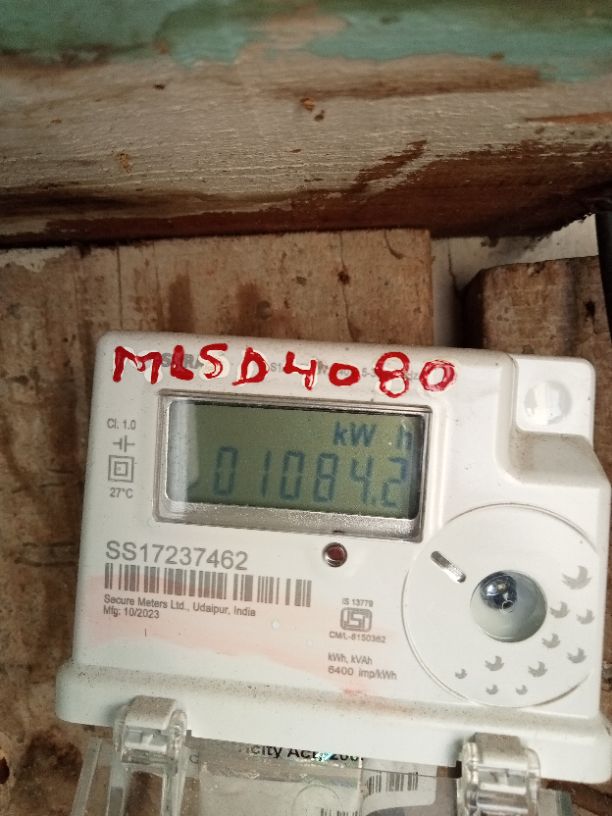 MLSD4080
Cl. 1.0
27°C
kW h
01084.2
SS17237462
Secure Meters Ltd., Udaipur, India
Mfg: 10/2023
IS 13779
CM/L-8150362
kWh, kVAh
6400 imp/kWh